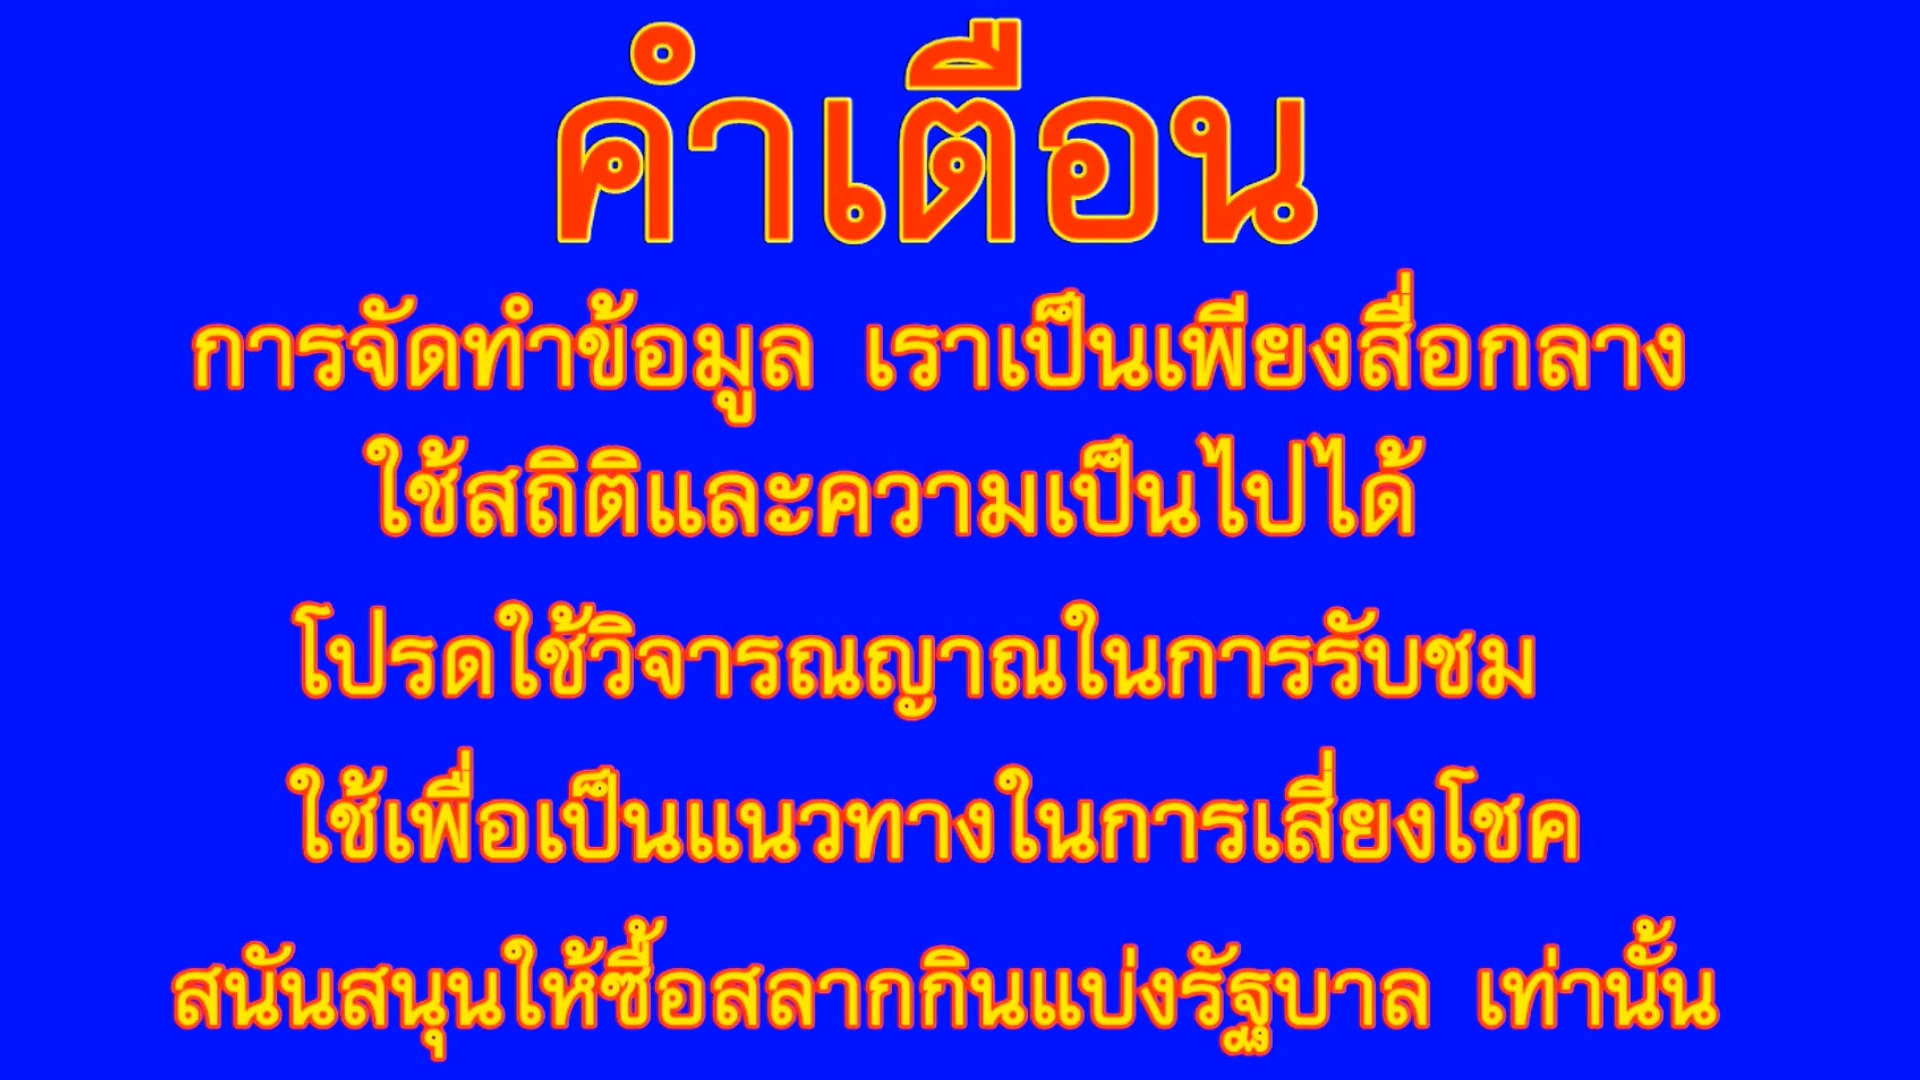 คำเตือน
การจัดทำข้อมูล เราเป็นเพียงสื่อกลาง
ใช้สถิติและความเป็นไปได้
โปรดใช้วิจารณญาณในการรับชม
ใช้เพื่อเป็นแนวทางในการเสี่ยงโชค
สนันสนุนให้ซื้อสลากกินแบ่งรัฐบาล เท่านั้น